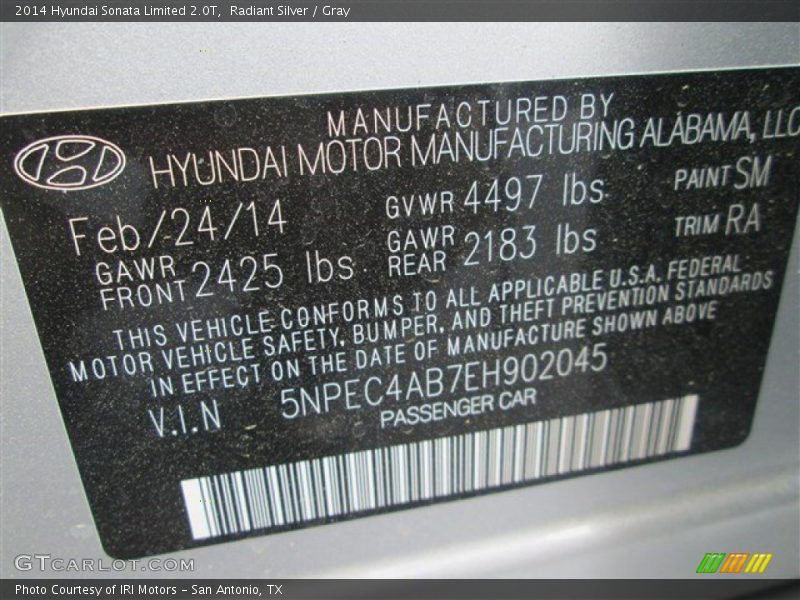 2014 Hyundai Sonata Limited 2.0T, Radiant Silver / Gray
MANUFACTURED BY
HYUNDAI MOTOR MANUFACTURING ALABAMA, LLC
Feb/24/14 GVWR 4497 lbs PAINT SM
GAWR FRONT 2425 lbs GAWR REAR 2183 lbs TRIM RA
THIS VEHICLE CONFORMS TO ALL APPLICABLE U.S.A. FEDERAL
MOTOR VEHICLE SAFETY, BUMPER, AND THEFT PREVENTION STANDARDS
IN EFFECT ON THE DATE OF MANUFACTURE SHOWN ABOVE
V.I.N 5NPEC4AB7EH902045
PASSENGER CAR
GTCARLOT.COM
Photo Courtesy of IRI Motors - San Antonio, TX